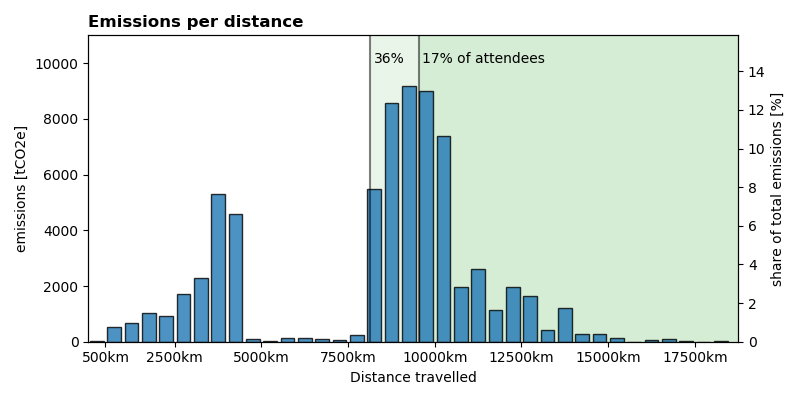 Emissions per distance
36%
17% of attendees
10000
8000
6000
4000
2000
0
emissions [tCO2e]
14
12
10
8
6
4
2
0
share of total emissions [%]
500km
2500km
5000km
7500km
10000km
12500km
15000km
17500km
Distance travelled